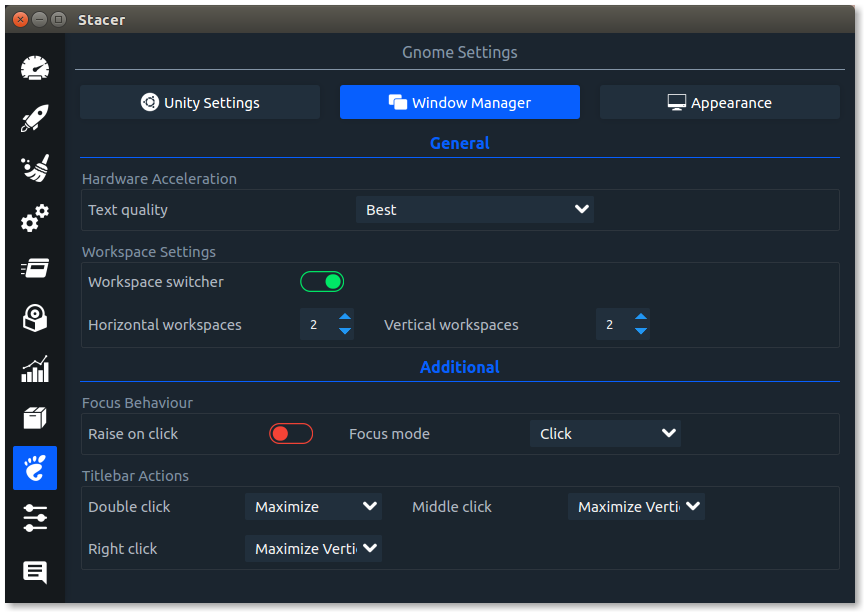 Stacer
Gnome Settings
Unity Settings Window Manager Appearance
General
Hardware Acceleration
Text quality Best
Workspace Settings
Workspace switcher
Horizontal workspaces 2 Vertical workspaces 2
Additional
Focus Behaviour
Raise on click Focus mode Click
Titlebar Actions
Double click Maximize Middle click Maximize Verti
Right click Maximize Verti